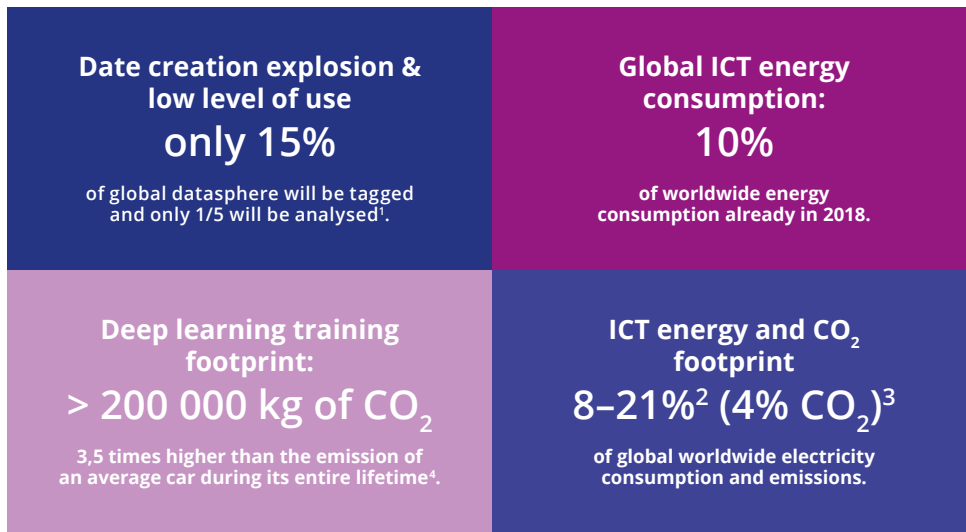 Date creation explosion &
low level of use
only 15%
of global datasphere will be tagged
and only 1/5 will be analysed¹.
Global ICT energy
consumption:
10%
of worldwide energy
consumption already in 2018.
Deep learning training
footprint:
> 200 000 kg of CO₂
3,5 times higher than the emission of
an average car during its entire lifetime⁴.
ICT energy and CO₂
footprint
8–21%² (4% CO₂)³
of global worldwide electricity
consumption and emissions.